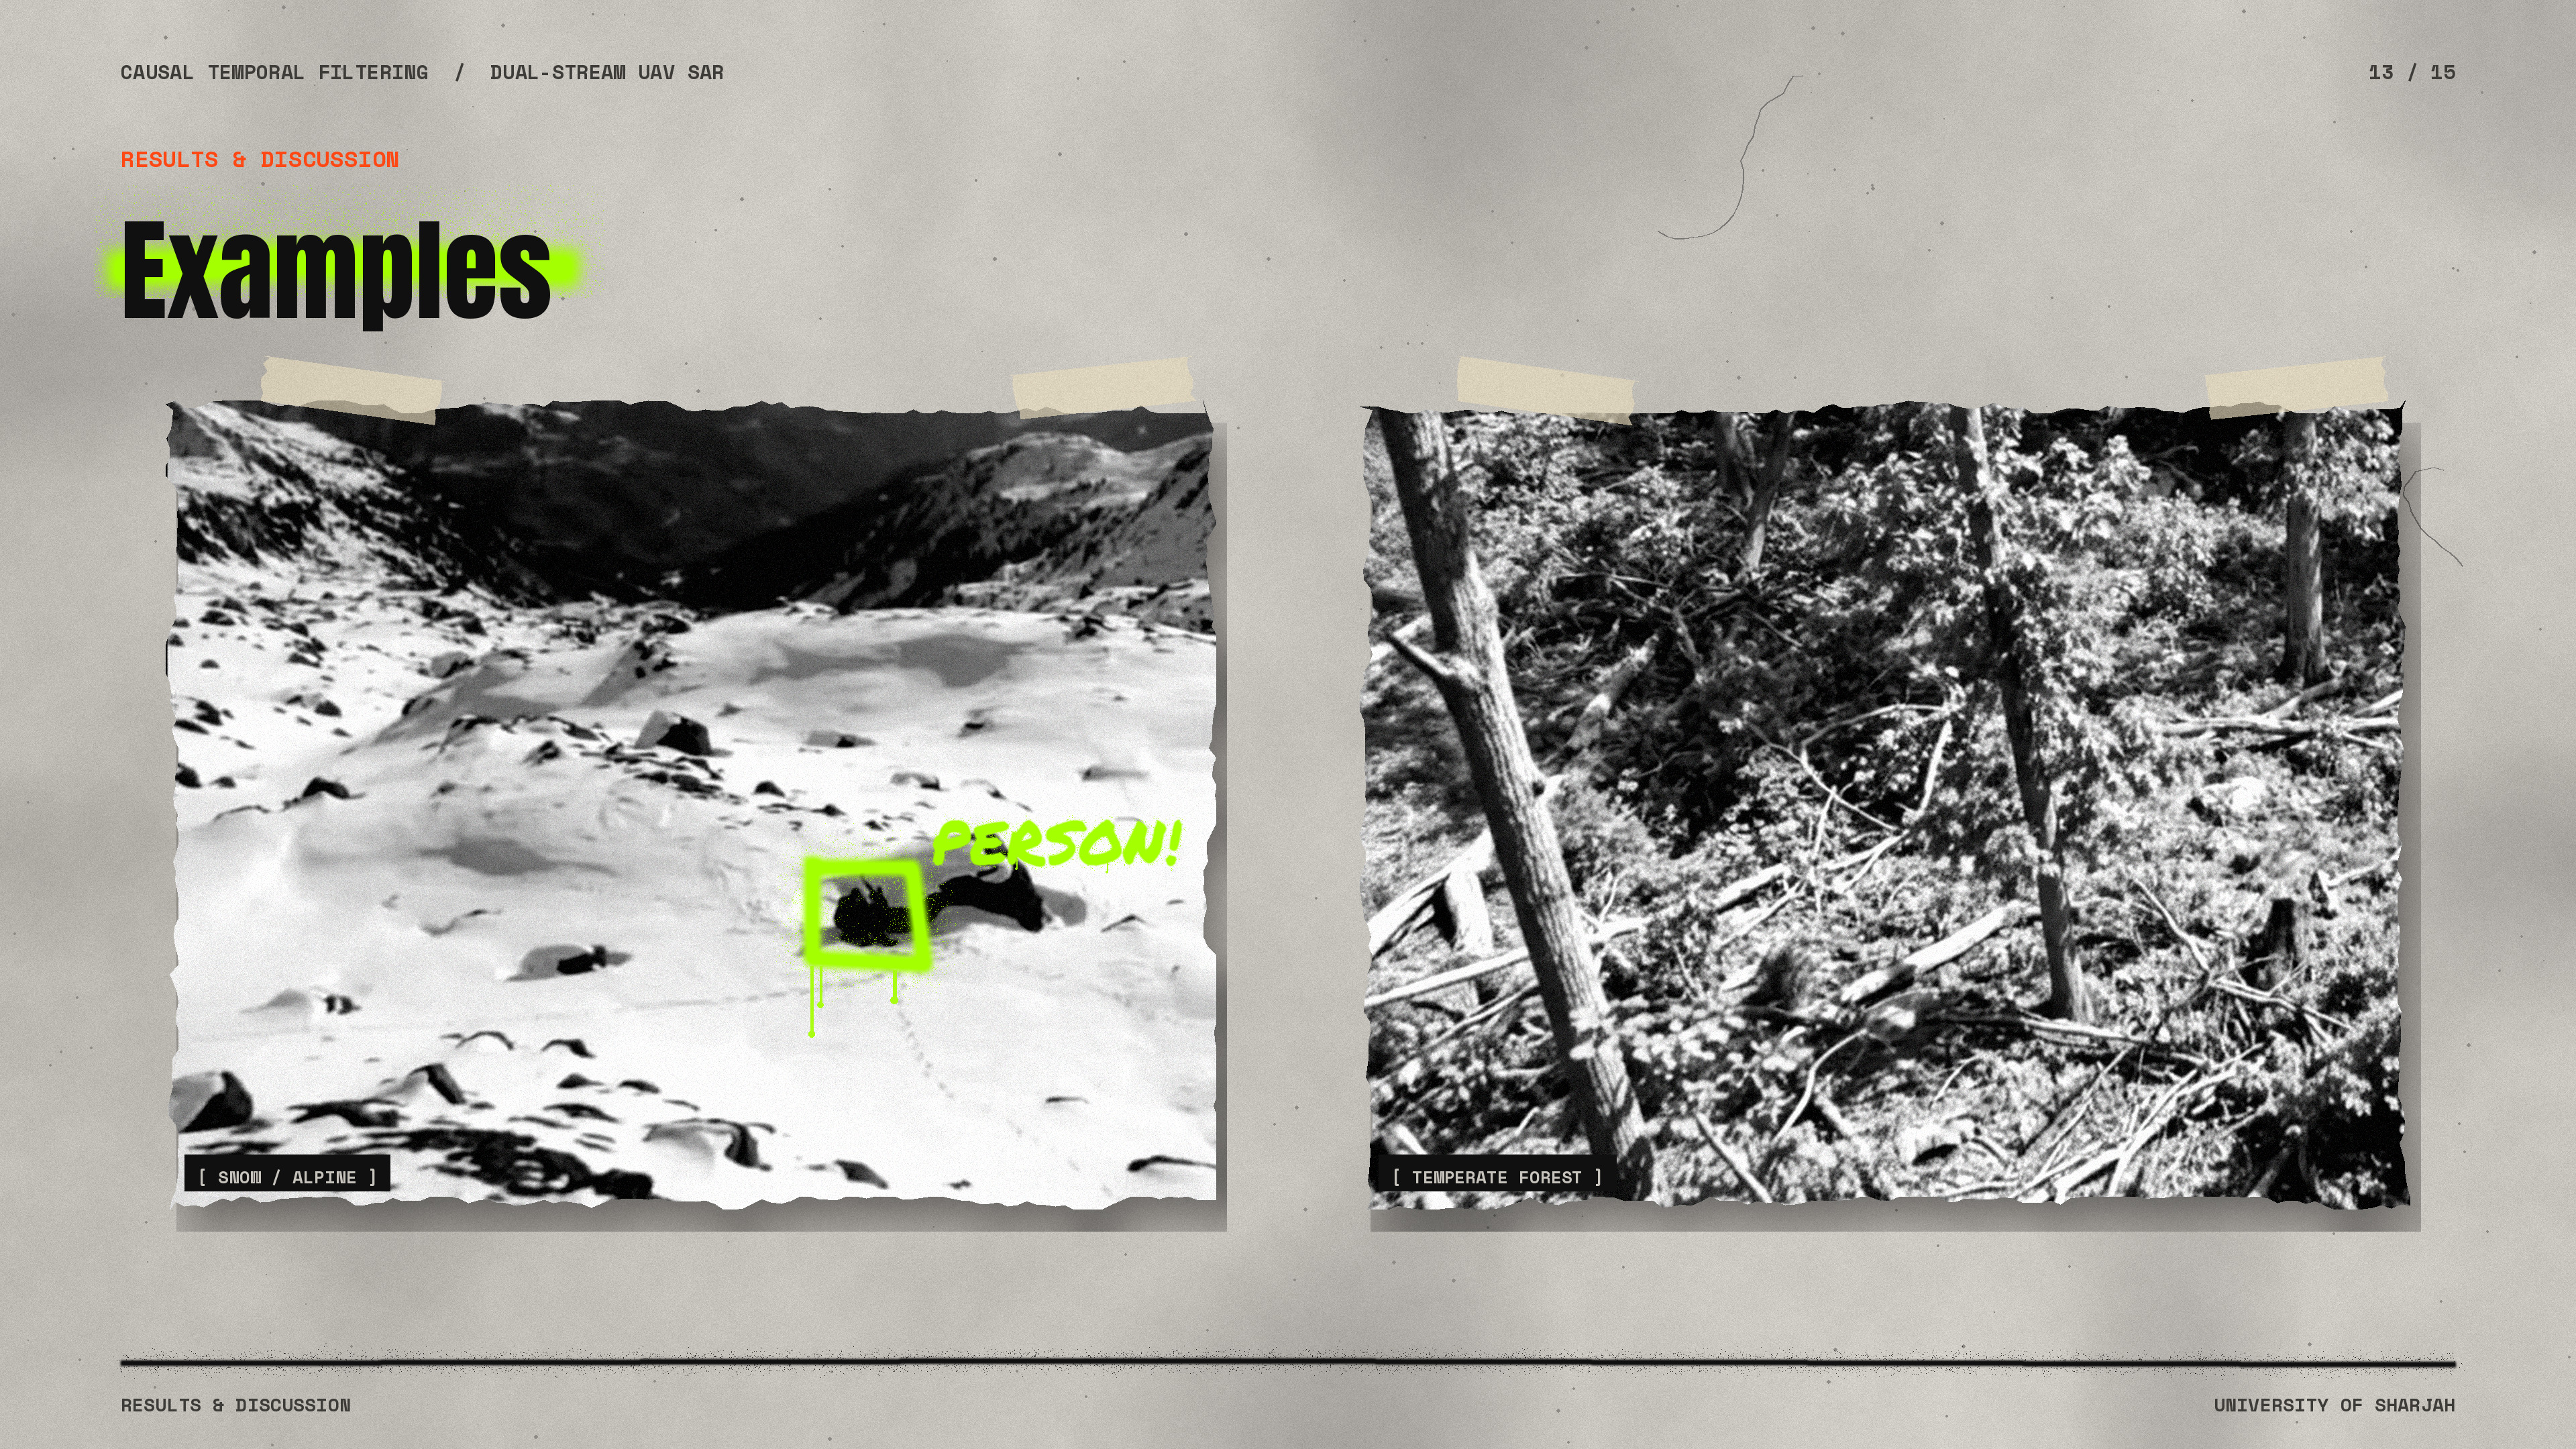 CAUSAL TEMPORAL FILTERING / DUAL-STREAM UAV SAR
13 / 15
RESULTS & DISCUSSION
Examples
PERSON!
[ SNOW / ALPINE ]
[ TEMPERATE FOREST ]
RESULTS & DISCUSSION
UNIVERSITY OF SHARJAH